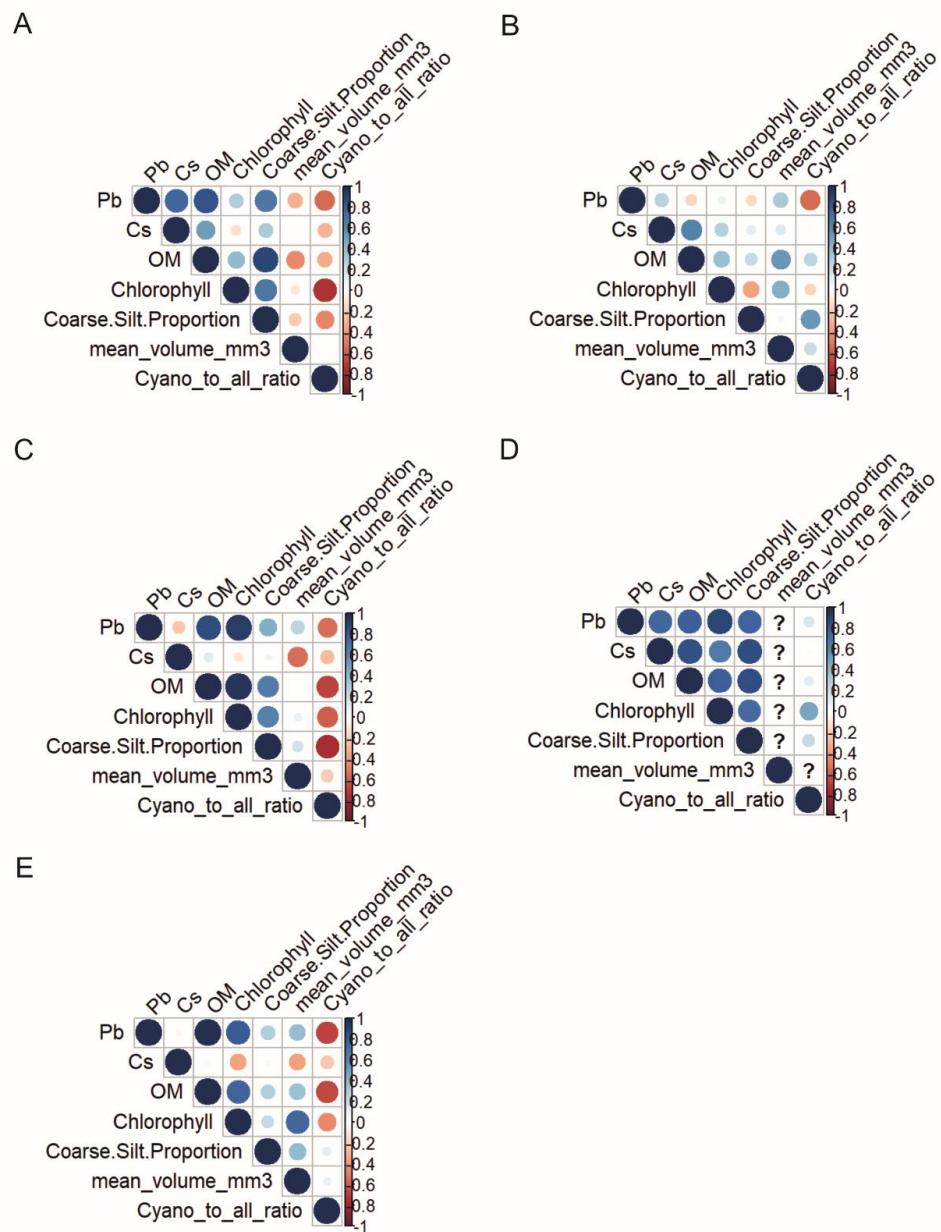 A
Pb
Cs
OM
Chlorophyll
Coarse.Silt.Proportion
mean_volume_mm3
Cyano_to_all_ratio
Pb
Cs
OM
Chlorophyll
Coarse.Silt.Proportion
mean_volume_mm3
Cyano_to_all_ratio
1
0.8
0.6
0.4
0.2
0
-0.2
-0.4
-0.6
-0.8
-1
B
Pb
Cs
OM
Chlorophyll
Coarse.Silt.Proportion
mean_volume_mm3
Cyano_to_all_ratio
Pb
Cs
OM
Chlorophyll
Coarse.Silt.Proportion
mean_volume_mm3
Cyano_to_all_ratio
1
0.8
0.6
0.4
0.2
0
-0.2
-0.4
-0.6
-0.8
-1
C
Pb
Cs
OM
Chlorophyll
Coarse.Silt.Proportion
mean_volume_mm3
Cyano_to_all_ratio
Pb
Cs
OM
Chlorophyll
Coarse.Silt.Proportion
mean_volume_mm3
Cyano_to_all_ratio
1
0.8
0.6
0.4
0.2
0
-0.2
-0.4
-0.6
-0.8
-1
D
Pb
Cs
OM
Chlorophyll
Coarse.Silt.Proportion
mean_volume_mm3
Cyano_to_all_ratio
Pb ?
Cs ?
OM ?
Chlorophyll ?
Coarse.Silt.Proportion ?
mean_volume_mm3 ?
Cyano_to_all_ratio
1
0.8
0.6
0.4
0.2
0
-0.2
-0.4
-0.6
-0.8
-1
E
Pb
Cs
OM
Chlorophyll
Coarse.Silt.Proportion
mean_volume_mm3
Cyano_to_all_ratio
Pb
Cs
OM
Chlorophyll
Coarse.Silt.Proportion
mean_volume_mm3
Cyano_to_all_ratio
1
0.8
0.6
0.4
0.2
0
-0.2
-0.4
-0.6
-0.8
-1